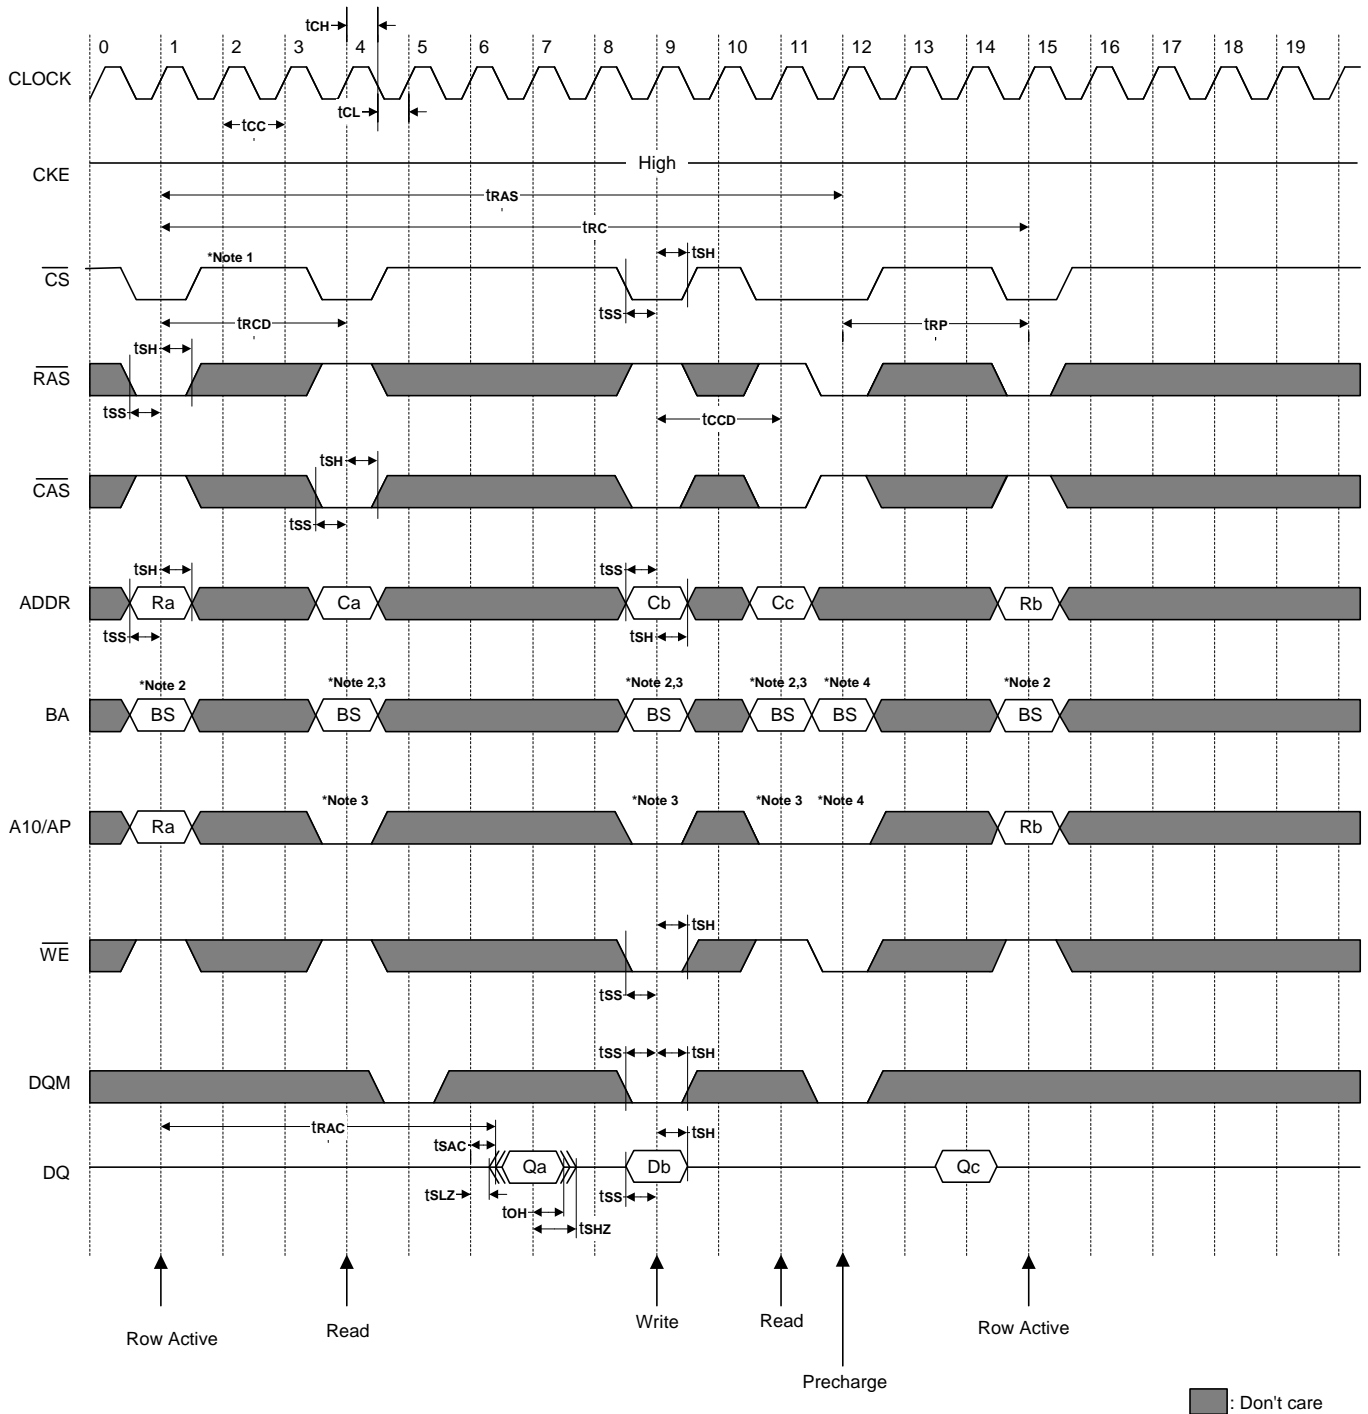 tCH
0 1 2 3 4 5 6 7 8 9 10 11 12 13 14 15 16 17 18 19
CLOCK
tCL
tCC
CKE
High
tRAS
tRC
*Note 1
tSH
CS
tSS
tRCD
tRP
tSH
RAS
tSS
tCCD
tSH
CAS
tSS
tSH
tSS
ADDR
Ra Ca Cb Cc Rb
tSS
tSH
*Note 2 *Note 2,3 *Note 2,3 *Note 2,3 *Note 4 *Note 2
BA
BS BS BS BS BS BS
*Note 3 *Note 3 *Note 3 *Note 4
A10/AP
Ra Rb
tSH
WE
tSS
tSS tSH
DQM
tRAC
tSAC
tSH
DQ
Qa Db Qc
tSLZ
tSS
tOH
tSHZ
Row Active Read Write Read Row Active
Precharge
: Don't care